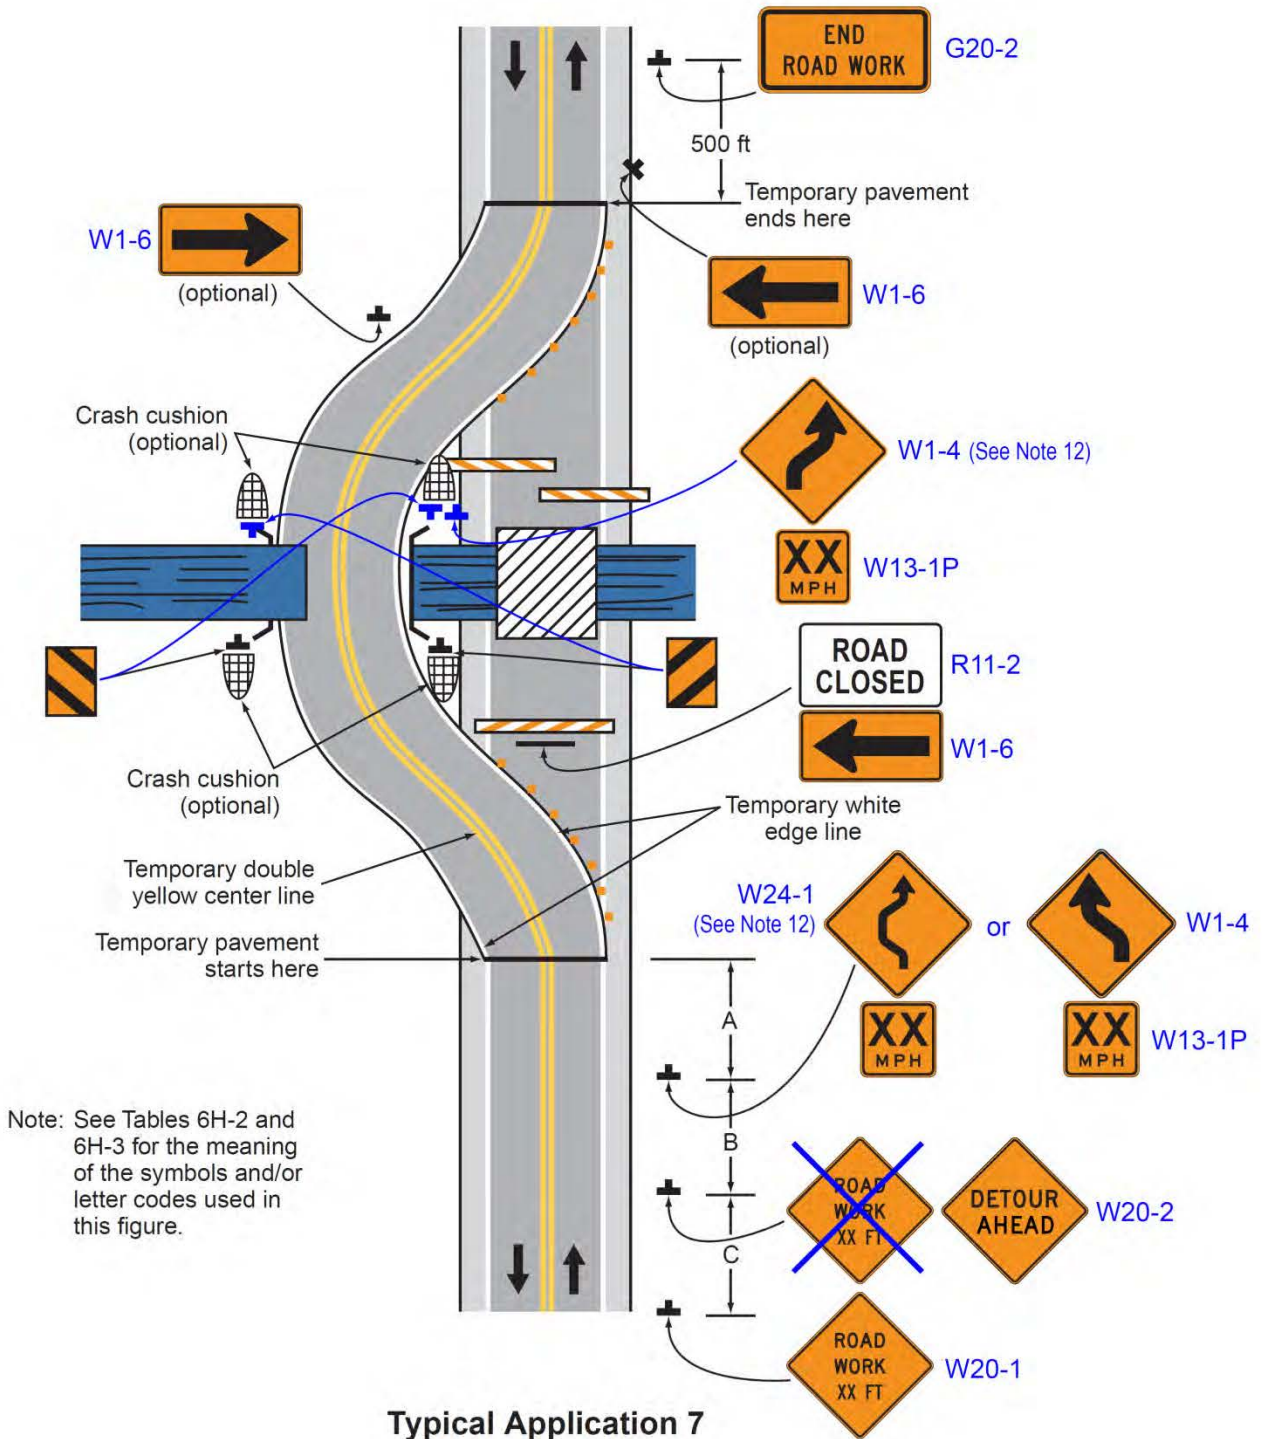 END
ROAD WORK
G20-2
500 ft
Temporary pavement
ends here
W1-6
(optional)
W1-6
(optional)
Crash cushion
(optional)
W1-4 (See Note 12)
XX
MPH
W13-1P
ROAD
CLOSED
R11-2
W1-6
Crash cushion
(optional)
Temporary white
edge line
Temporary double
yellow center line
W24-1
(See Note 12)
or
W1-4
Temporary pavement
starts here
A
XX
MPH
XX
MPH
W13-1P
B
Note: See Tables 6H-2 and
6H-3 for the meaning
of the symbols and/or
letter codes used in
this figure.
ROAD
WORK
XX FT
DETOUR
AHEAD
W20-2
C
ROAD
WORK
XX FT
W20-1
Typical Application 7